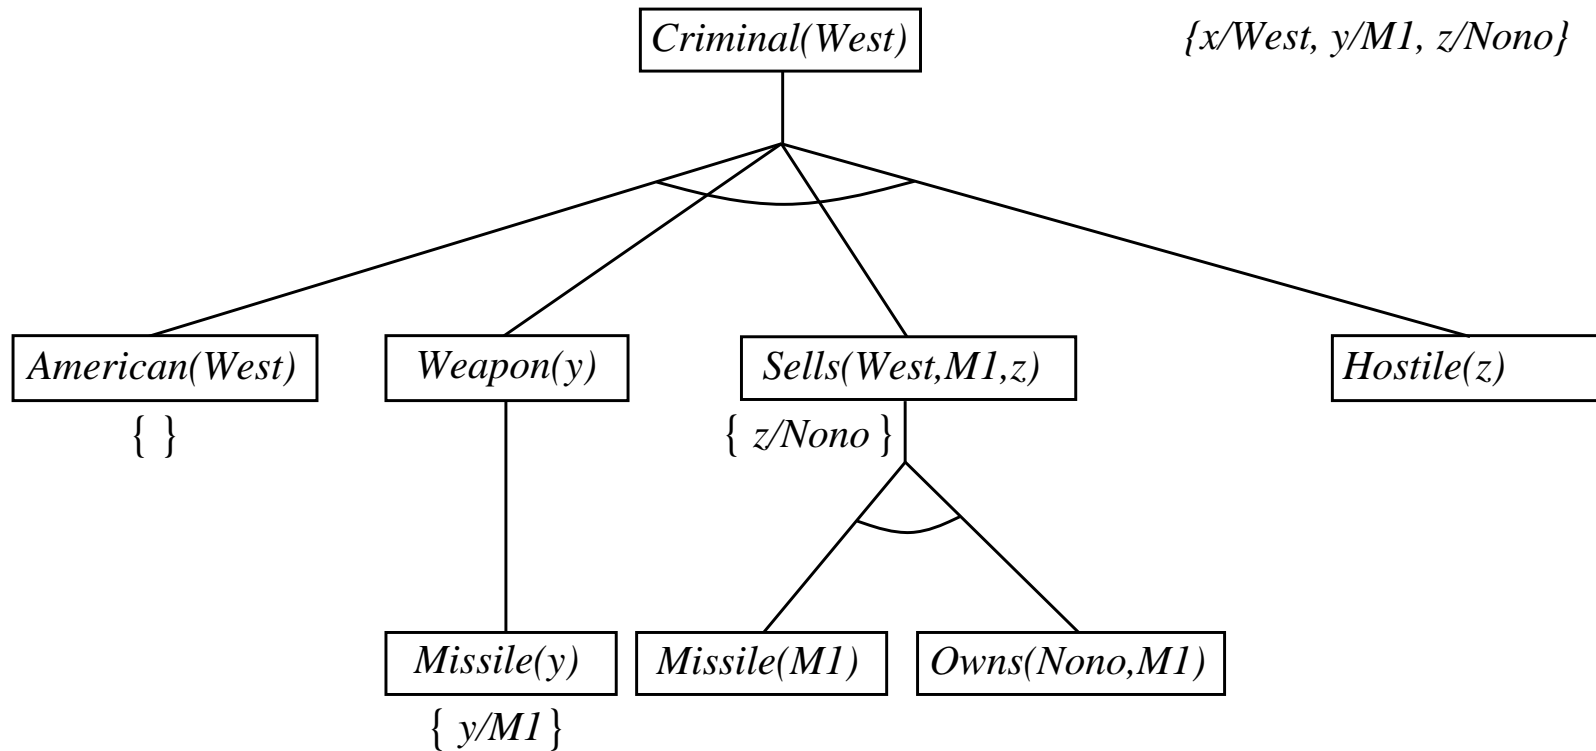 Criminal(West)
{x/West, y/M1, z/Nono}
American(West)
Weapon(y)
Sells(West,M1,z)
Hostile(z)
{ }
{ z/Nono }
Missile(y)
Missile(M1)
Owns(Nono,M1)
{ y/M1 }